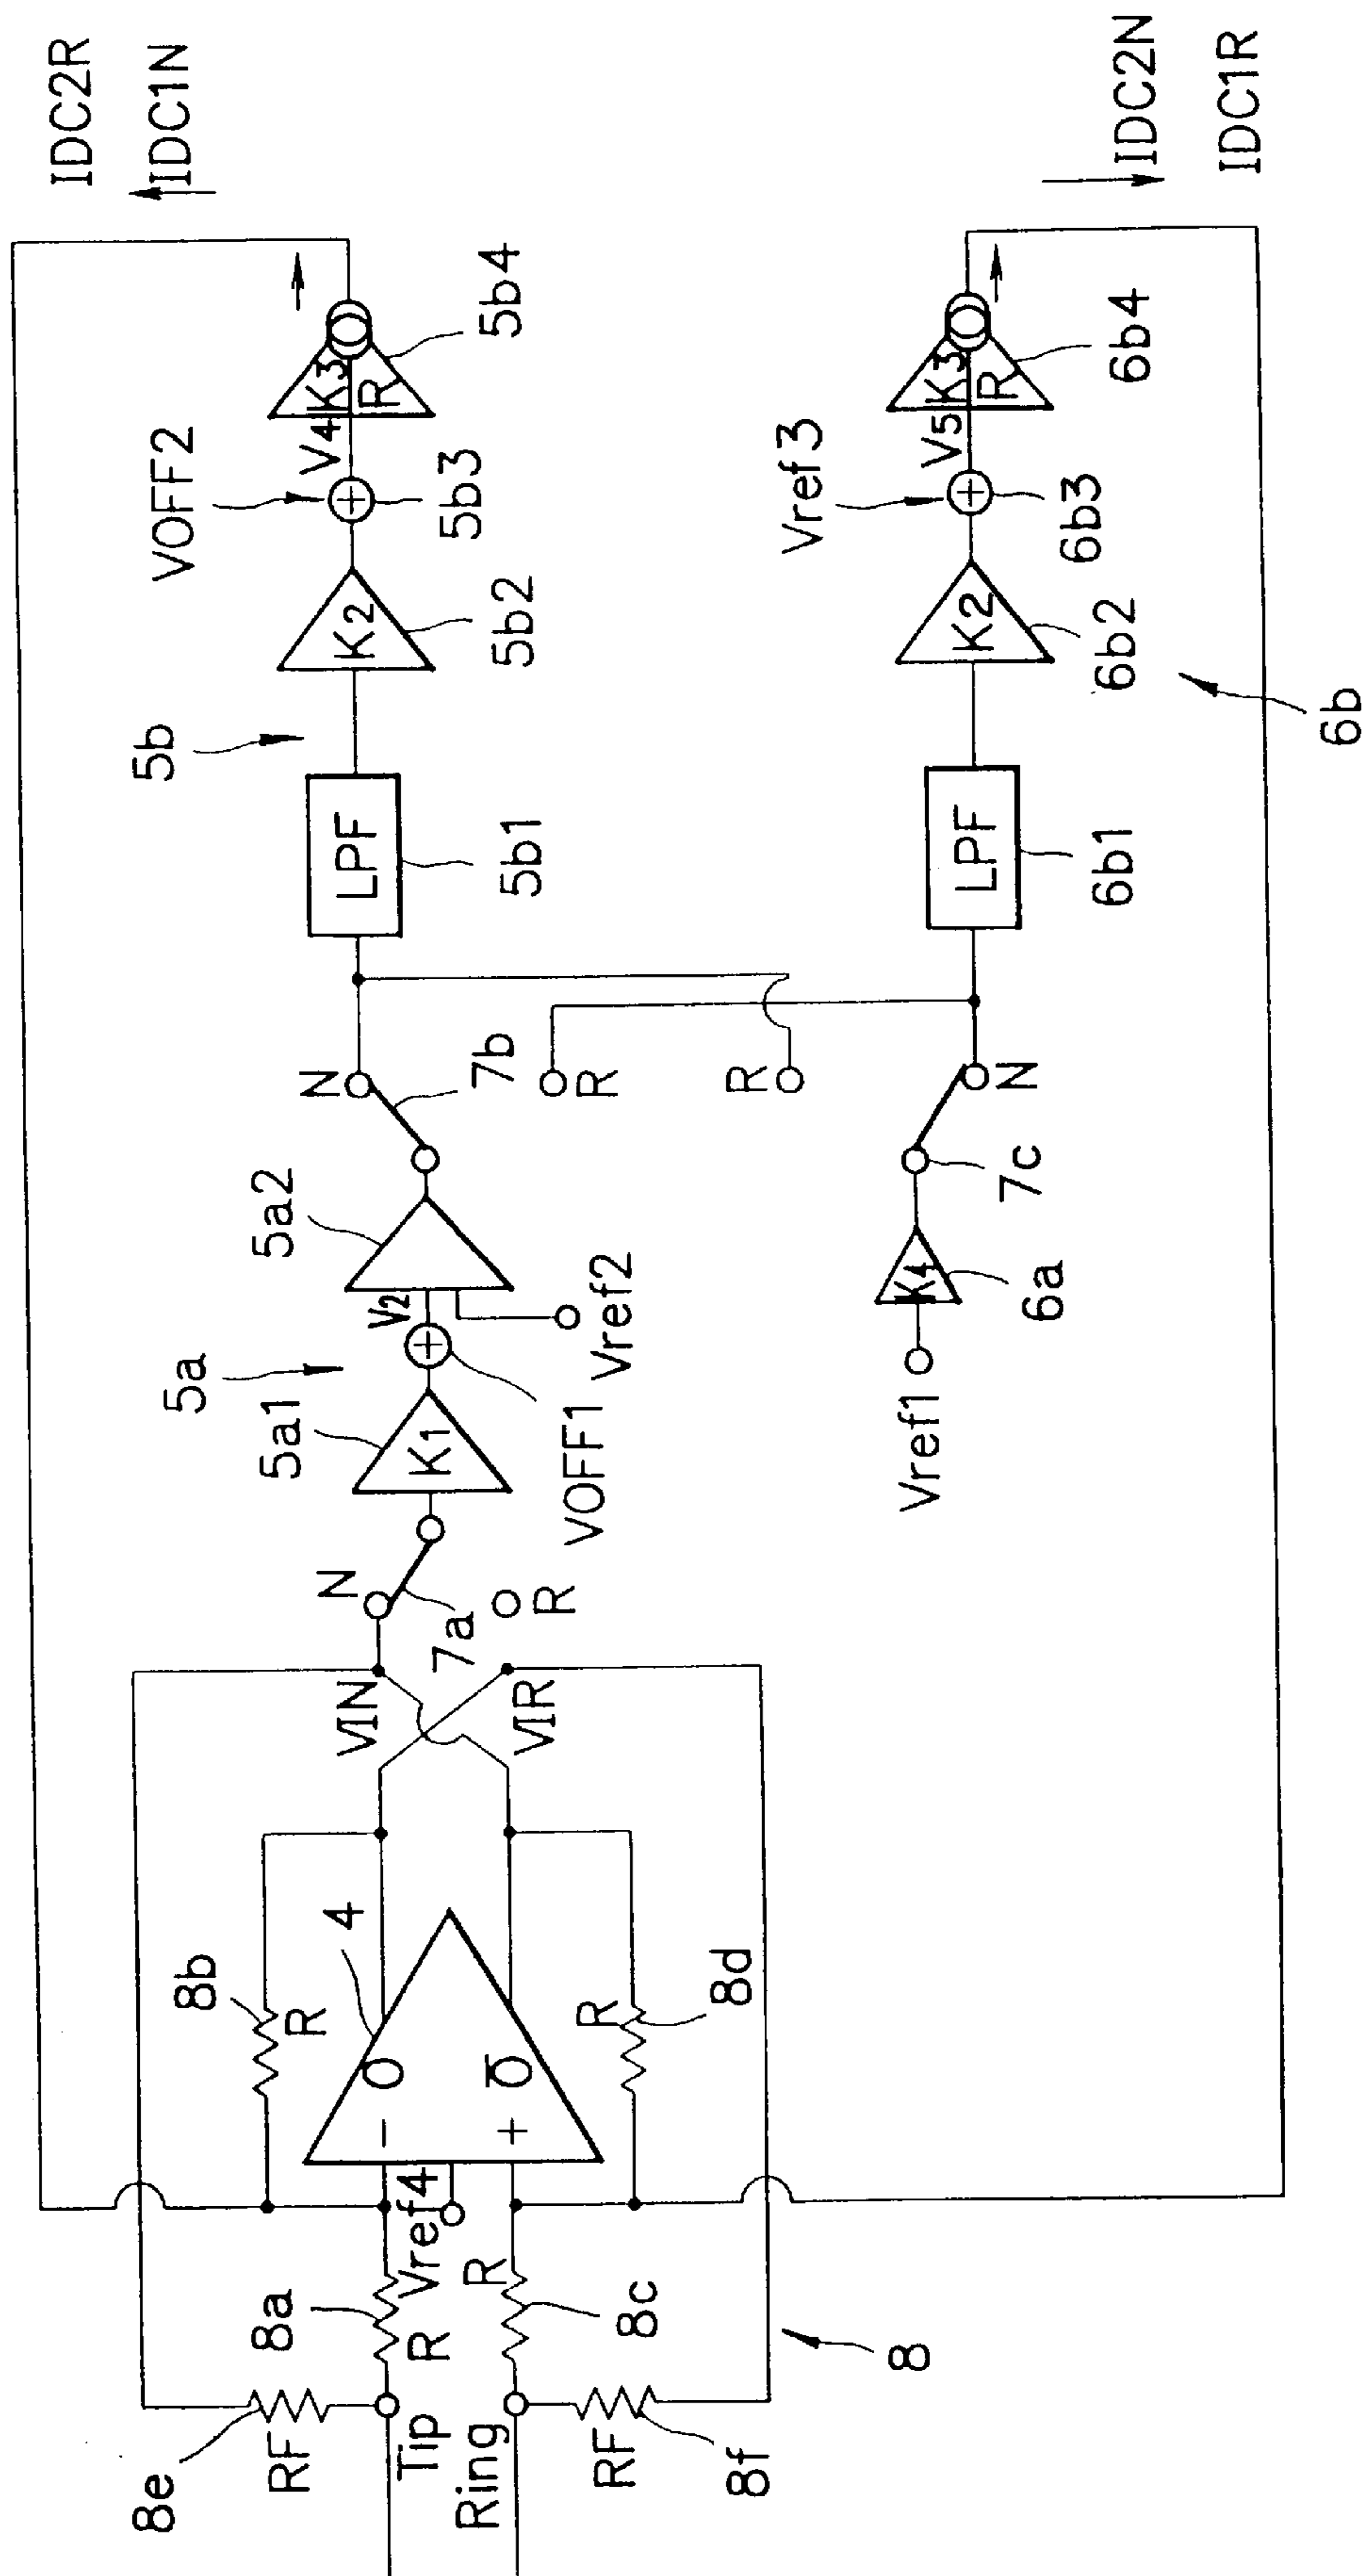 IDC2R
IDC1N
VOFF2
5b
5b4
V4
K3
R
5b3
K2
5b2
LPF
5b1
N
7b
R
5a2
V2
Vref2
5a
5a1
K1
VOFF1
N
7a
R
VIN
VIR
8b
R
4
O
O̅
−
+
Vref4
8d
R
8a
R
R
8c
8
8e
RF
Tip
Ring
RF
8f
IDC2N
IDC1R
Vref3
V5
K3
R
6b4
6b3
K2
6b2
6b
LPF
6b1
R
N
7c
K4
6a
Vref1